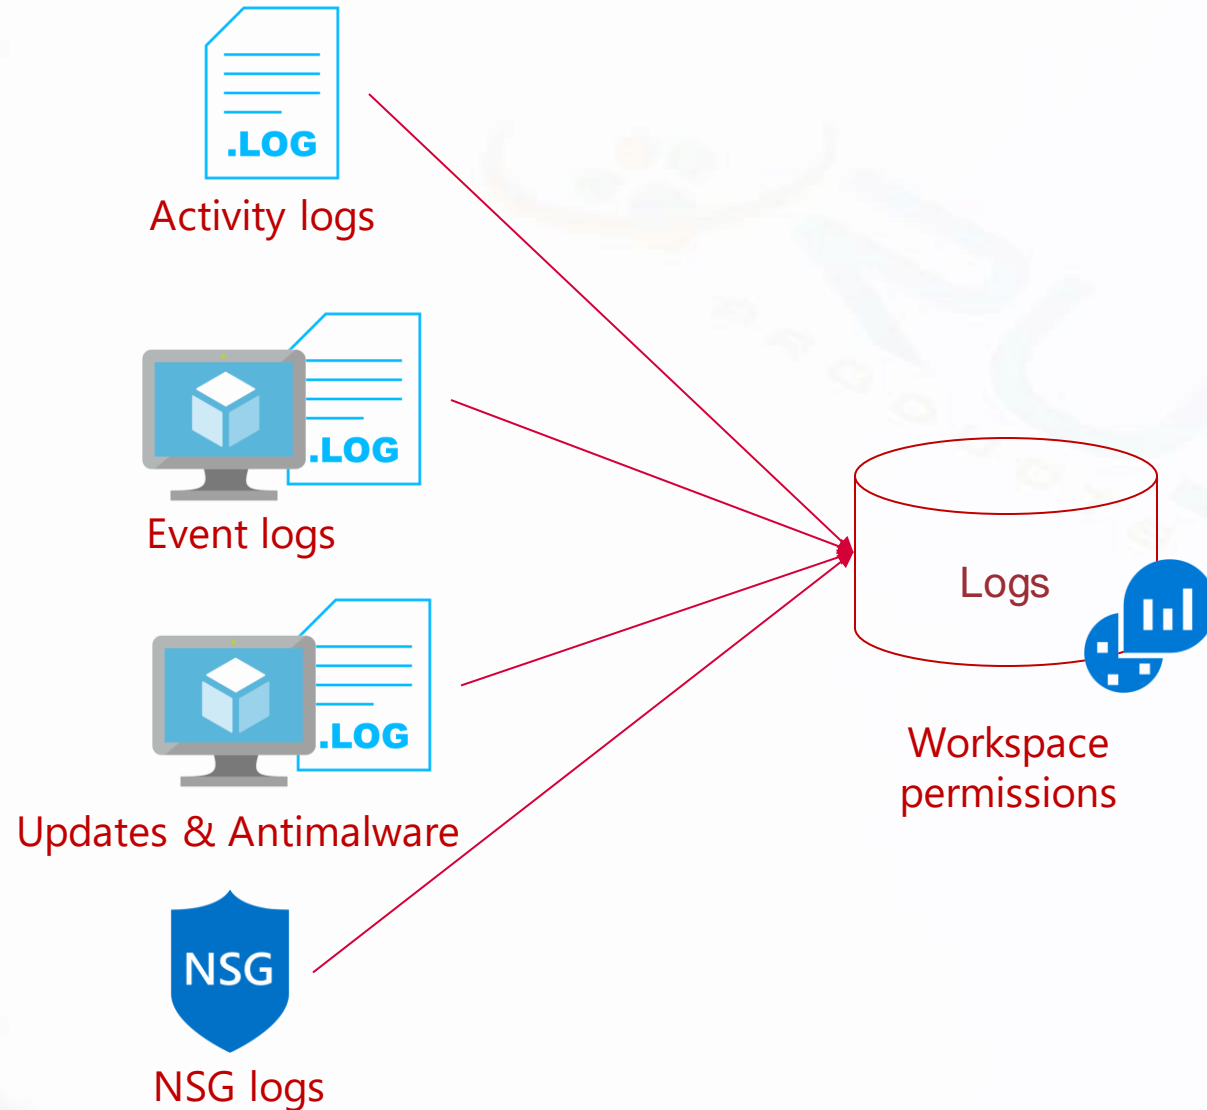 .LOG
Activity logs
.LOG
Event logs
.LOG
Updates & Antimalware
NSG
NSG logs
Logs
Workspace
permissions